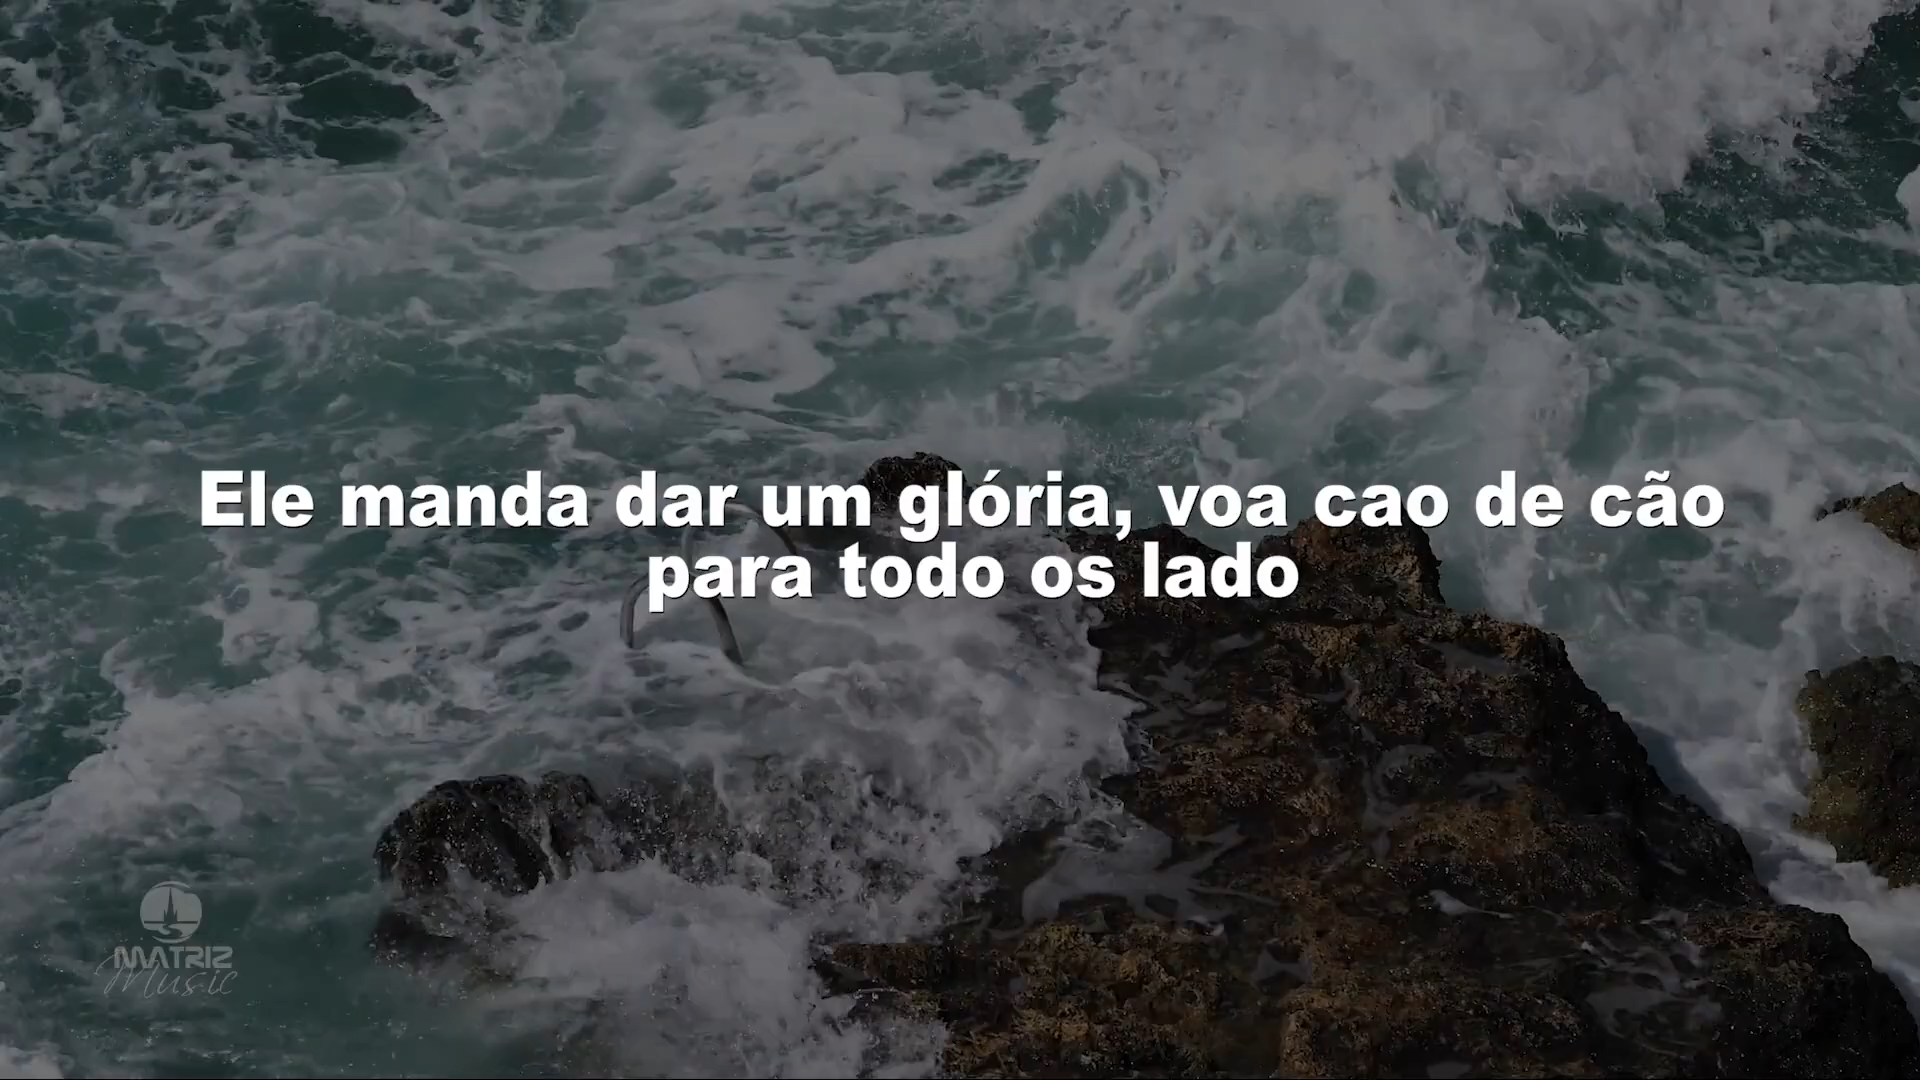 Ele manda dar um glória, voa cao de cão
para todo os lado
MATRIZ
Music